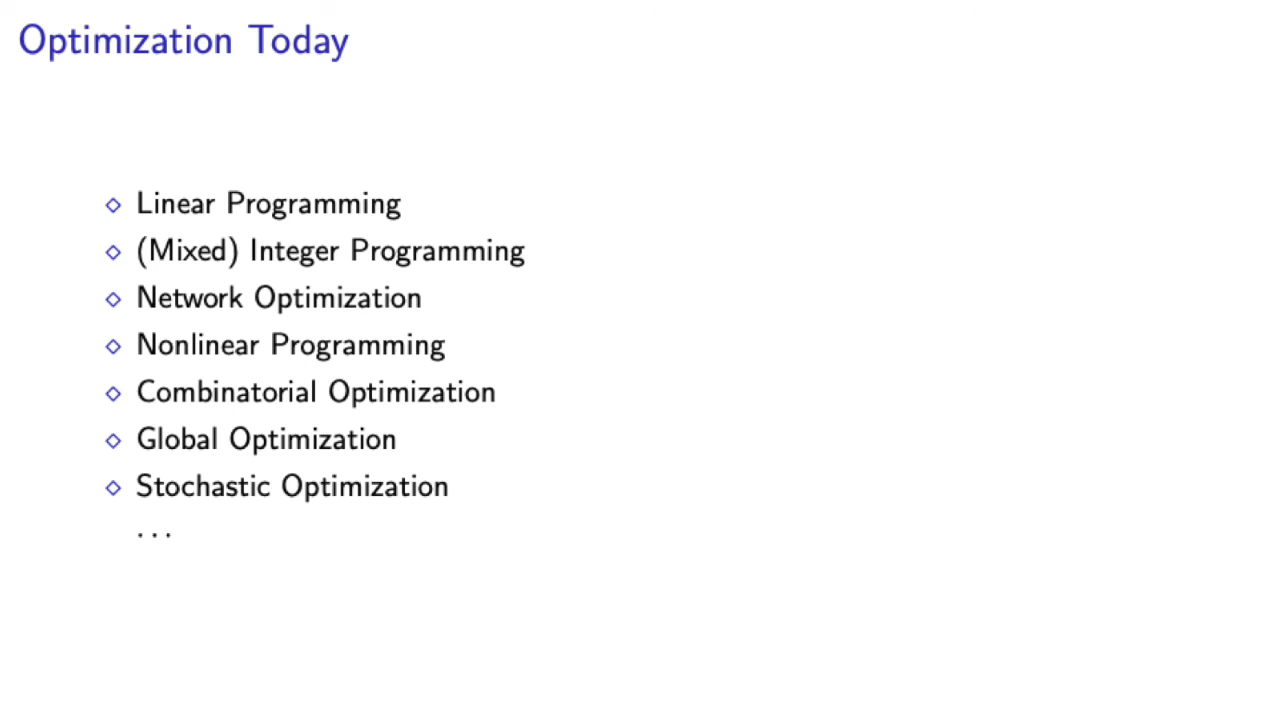 Optimization Today
⋄ Linear Programming
⋄ (Mixed) Integer Programming
⋄ Network Optimization
⋄ Nonlinear Programming
⋄ Combinatorial Optimization
⋄ Global Optimization
⋄ Stochastic Optimization
...